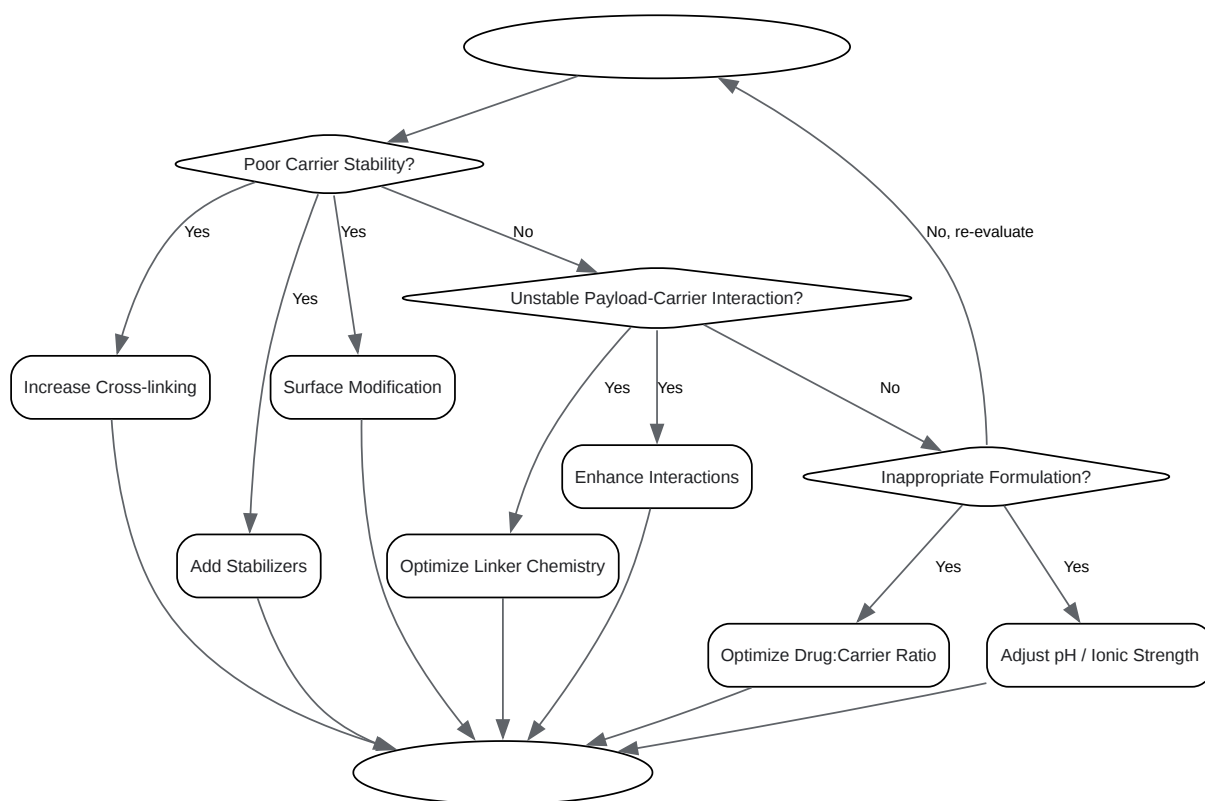 Poor Carrier Stability?
Yes
Yes
Yes
No
No, re-evaluate
Unstable Payload-Carrier Interaction?
Increase Cross-linking
Surface Modification
Yes
Yes
No
Enhance Interactions
Inappropriate Formulation?
Add Stabilizers
Optimize Linker Chemistry
Yes
Yes
Optimize Drug:Carrier Ratio
Adjust pH / Ionic Strength